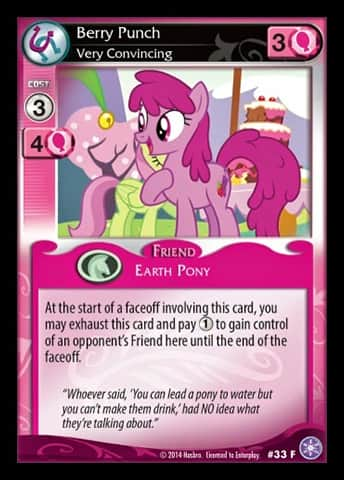 Berry Punch
Very Convincing
3
COST
3
4
FRIEND
EARTH PONY
At the start of a faceoff involving this card, you
may exhaust this card and pay 1 to gain control
of an opponent's Friend here until the end of the
faceoff.
"Whoever said, 'You can lead a pony to water but
you can't make them drink,' had NO idea what
they're talking about."
© 2014 Hasbro. Licensed to Enterplay. #33 F